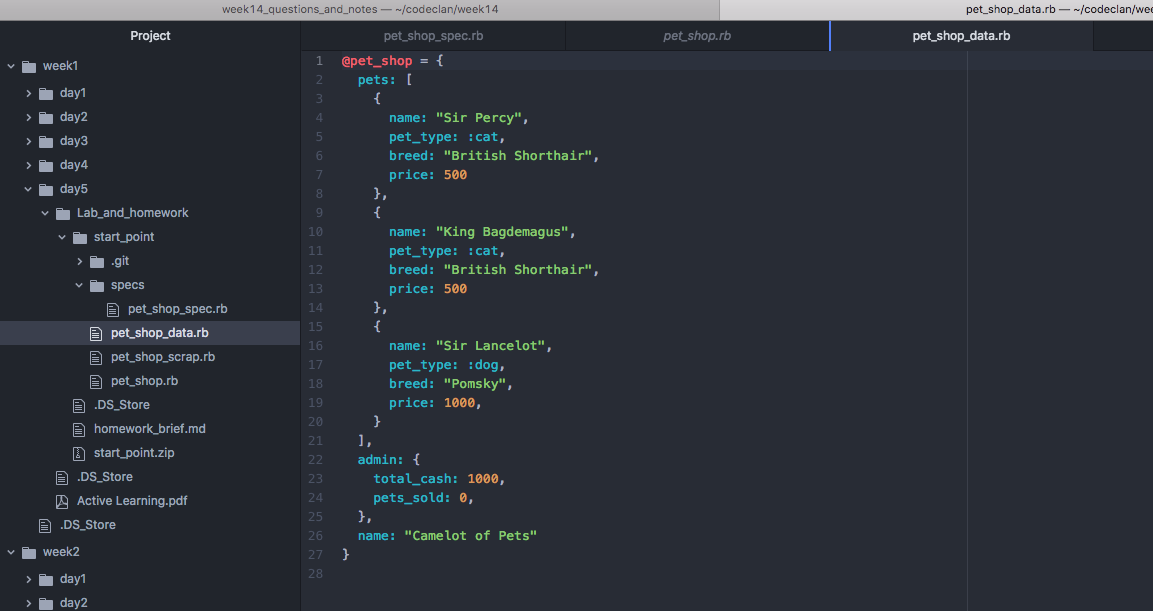 week14_questions_and_notes — ~/codeclan/week14
pet_shop_data.rb — ~/codeclan/wee
Project
pet_shop_spec.rb
pet_shop.rb
pet_shop_data.rb
week1
day1
day2
day3
day4
day5
Lab_and_homework
start_point
.git
specs
pet_shop_spec.rb
pet_shop_data.rb
pet_shop_scrap.rb
pet_shop.rb
.DS_Store
homework_brief.md
start_point.zip
.DS_Store
Active Learning.pdf
.DS_Store
week2
day1
day2
1 @pet_shop = {
2 pets: [
3 {
4 name: "Sir Percy",
5 pet_type: :cat,
6 breed: "British Shorthair",
7 price: 500
8 },
9 {
10 name: "King Bagdemagus",
11 pet_type: :cat,
12 breed: "British Shorthair",
13 price: 500
14 },
15 {
16 name: "Sir Lancelot",
17 pet_type: :dog,
18 breed: "Pomsky",
19 price: 1000,
20 }
21 ],
22 admin: {
23 total_cash: 1000,
24 pets_sold: 0,
25 },
26 name: "Camelot of Pets"
27 }
28